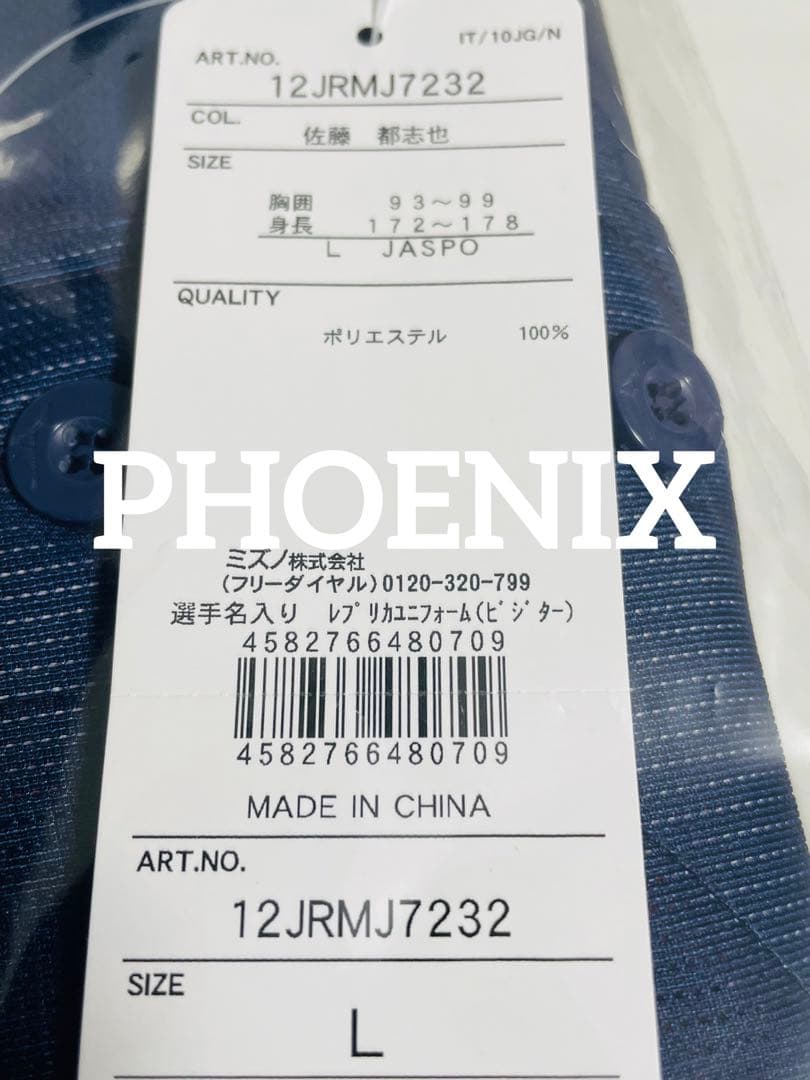 IT/10JG/N
ART.NO.
12JRMJ7232
COL.
佐藤 都志也
SIZE
胸囲 93~99
身長 172~178
L JASPO
QUALITY
ポリエステル 100%
PHOENIX
ミズノ株式会社
(フリーダイヤル)0120-320-799
選手名入り ﾚﾌﾟﾘｶﾕﾆﾌｫｰﾑ(ﾋﾞｼﾞﾀｰ)
4582766480709
4582766480709
MADE IN CHINA
ART.NO.
12JRMJ7232
SIZE
L